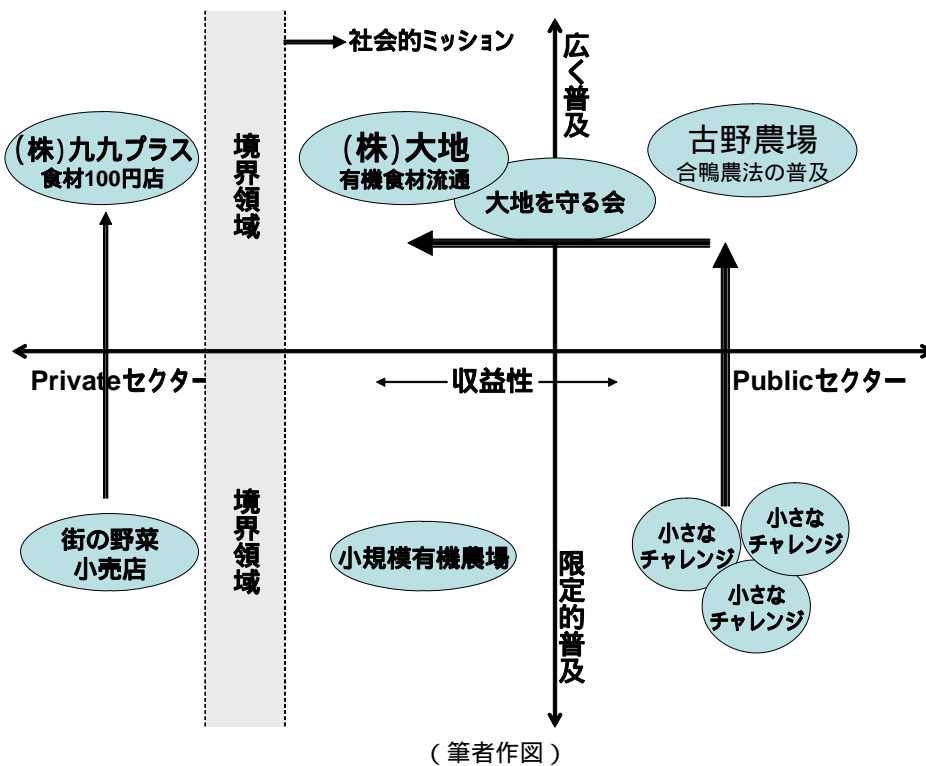 社会的ミッション
広く普及
(株)九九プラス
食材100円店
境界領域
(株)大地
有機食材流通
大地を守る会
古野農場
合鴨農法の普及
Privateセクター
収益性
Publicセクター
街の野菜
小売店
境界領域
小規模有機農場
限定的普及
小さな
チャレンジ
小さな
チャレンジ
小さな
チャレンジ
(筆者作図)